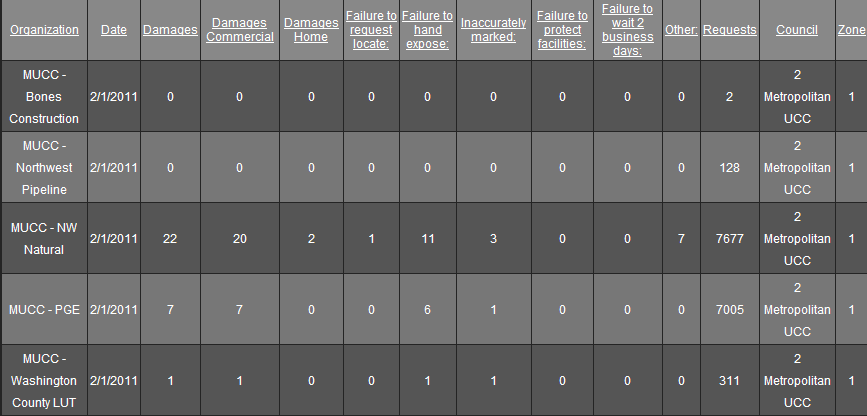 Organization Date Damages Damages Commercial Damages Home Failure to request locate: Failure to hand expose: Inaccurately marked: Failure to protect facilities: Failure to wait 2 business days: Other: Requests Council Zone
MUCC - Bones Construction 2/1/2011 0 0 0 0 0 0 0 0 0 2 2 Metropolitan UCC 1
MUCC - Northwest Pipeline 2/1/2011 0 0 0 0 0 0 0 0 0 128 2 Metropolitan UCC 1
MUCC - NW Natural 2/1/2011 22 20 2 1 11 3 0 0 7 7677 2 Metropolitan UCC 1
MUCC - PGE 2/1/2011 7 7 0 0 6 1 0 0 0 7005 2 Metropolitan UCC 1
MUCC - Washington County LUT 2/1/2011 1 1 0 0 1 1 0 0 0 311 2 Metropolitan UCC 1